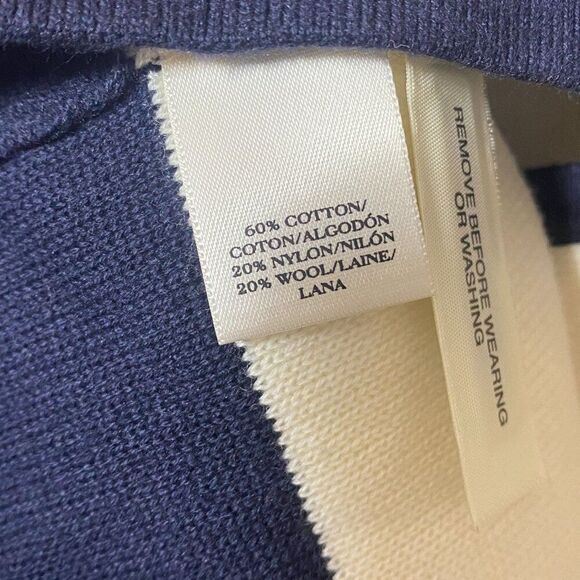 60% COTTON/
COTON/ALGODÓN
20% NYLON/NILÓN
20% WOOL/LAINE/
LANA
REMOVE BEFORE WEARING
OR WASHING